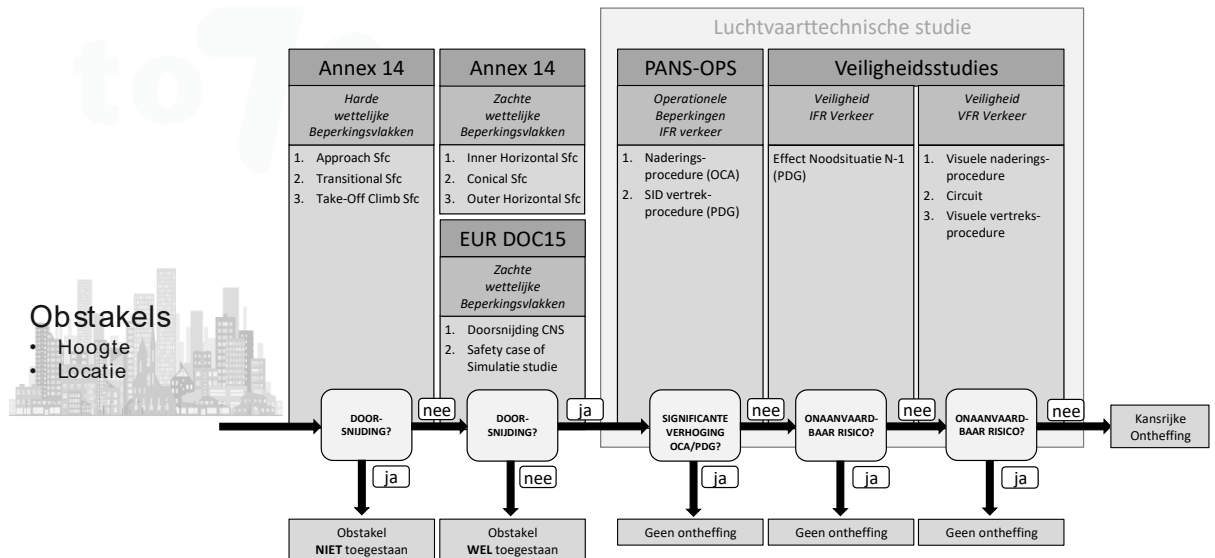 to70
Luchtvaarttechnische studie
Annex 14
Harde
wettelijke
Beperkingsvlakken
1. Approach Sfc
2. Transitional Sfc
3. Take-Off Climb Sfc
Annex 14
Zachte
wettelijke
Beperkingsvlakken
1. Inner Horizontal Sfc
2. Conical Sfc
3. Outer Horizontal Sfc
EUR DOC15
Zachte
wettelijke
Beperkingsvlakken
1. Doorsnijding CNS
2. Safety case of
Simulatie studie
PANS-OPS
Operationele
Beperkingen
IFR verkeer
1. Naderings-
procedure (OCA)
2. SID vertrek-
procedure (PDG)
Veiligheidsstudies
Veiligheid
IFR Verkeer
Effect Noodsituatie N-1
(PDG)
Veiligheid
VFR Verkeer
1. Visuele naderings-
procedure
2. Circuit
3. Visuele vertreks-
procedure
Obstakels
• Hoogte
• Locatie
DOOR-
SNIJDING?
nee
ja
Obstakel
NIET toegestaan
DOOR-
SNIJDING?
ja
nee
Obstakel
WEL toegestaan
SIGNIFICANTE
VERHOGING
OCA/PDG?
nee
ja
Geen ontheffing
ONAANVAARD-
BAAR RISICO?
nee
ja
Geen ontheffing
ONAANVAARD-
BAAR RISICO?
nee
ja
Geen ontheffing
Kansrijke
Ontheffing